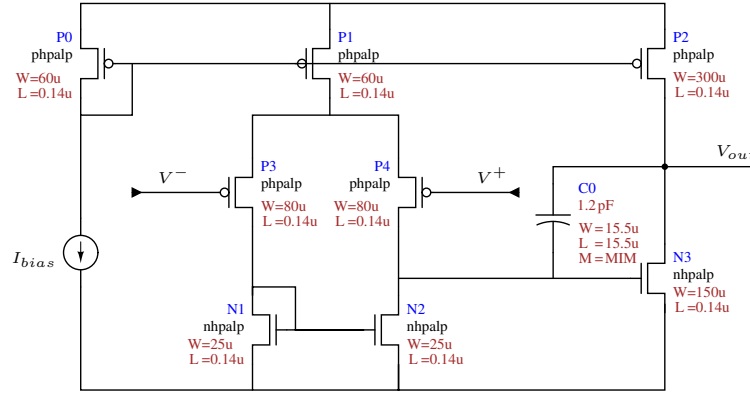 P0
phpalp
W=60u
L=0.14u
P1
phpalp
W=60u
L=0.14u
P2
phpalp
W=300u
L=0.14u
V⁻
P3
phpalp
W=80u
L=0.14u
P4
phpalp
W=80u
L=0.14u
V⁺
C0
1.2pF
W=15.5u
L=15.5u
M=MIM
V_out
I_bias
N1
nhpalp
W=25u
L=0.14u
N2
nhpalp
W=25u
L=0.14u
N3
nhpalp
W=150u
L=0.14u